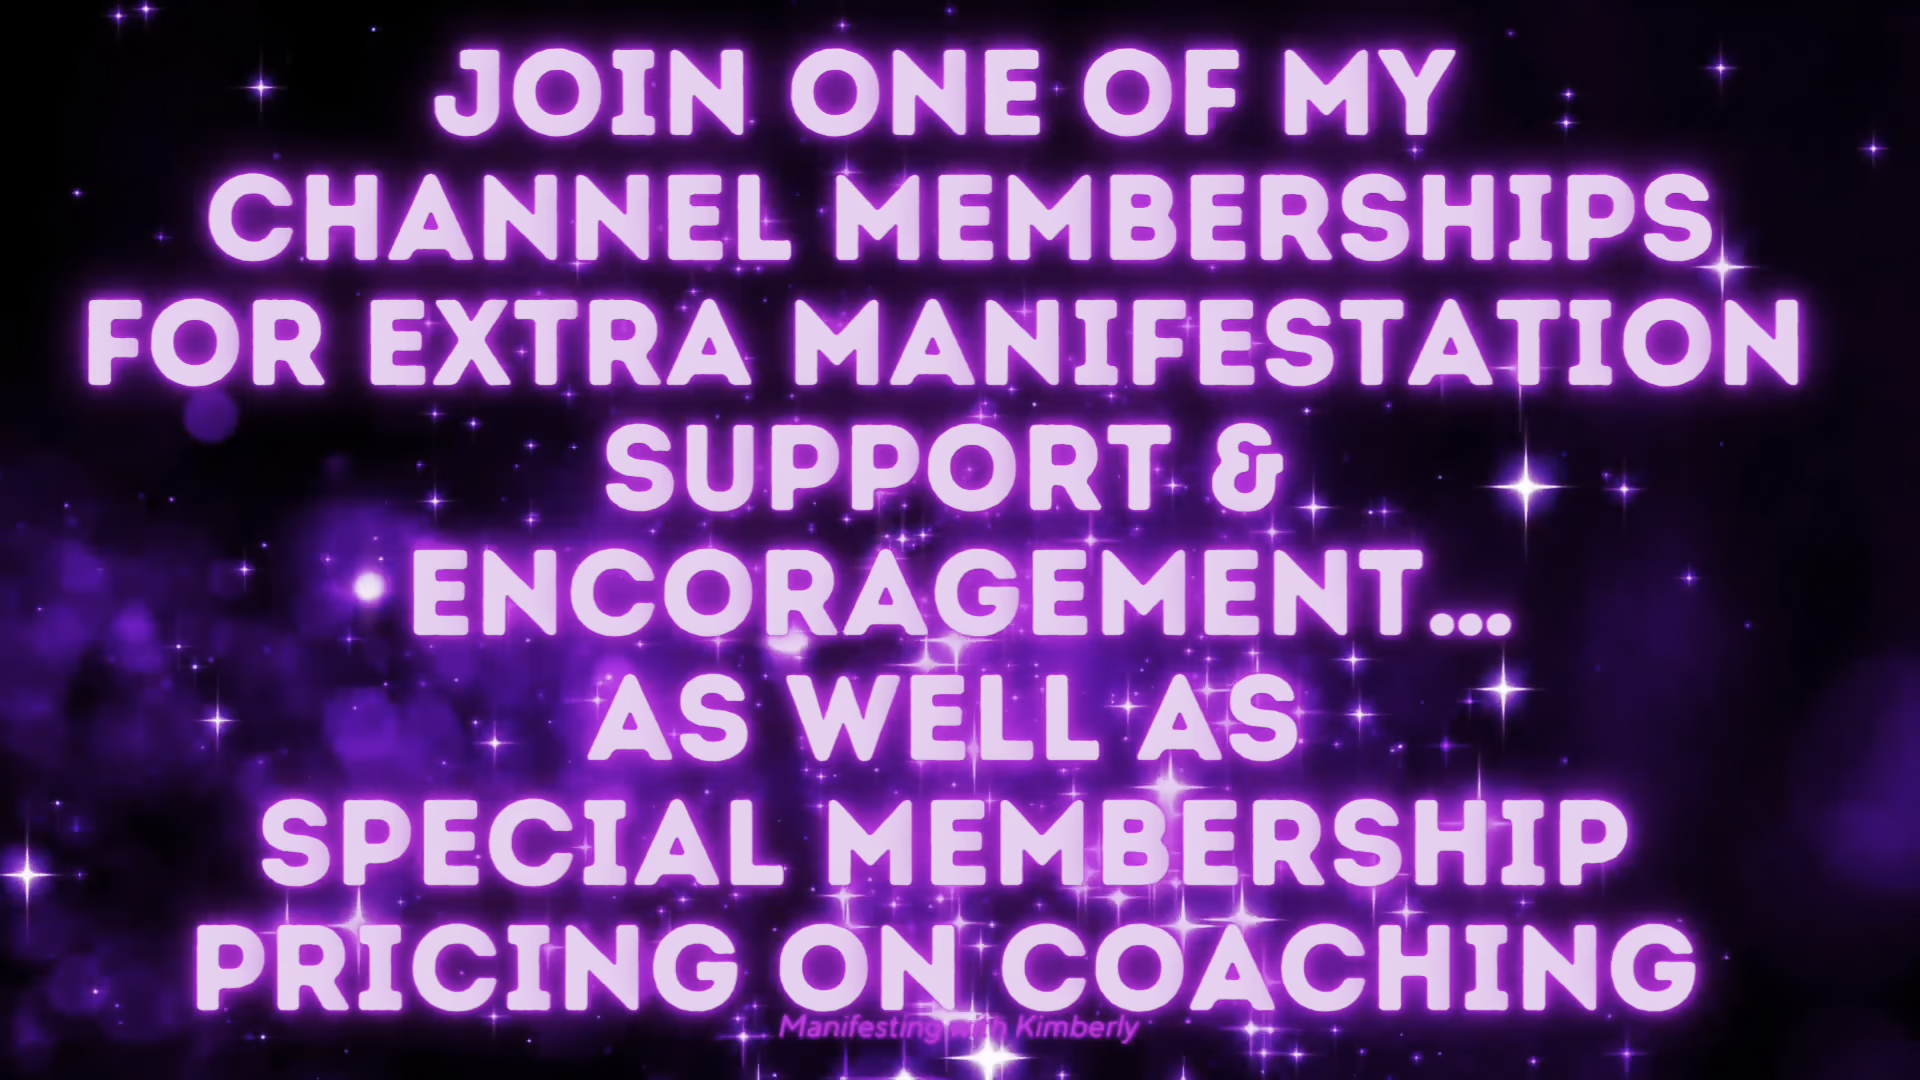 JOIN ONE OF MY
CHANNEL MEMBERSHIPS
FOR EXTRA MANIFESTATION
SUPPORT &
ENCORAGEMENT...
AS WELL AS
SPECIAL MEMBERSHIP
PRICING ON COACHING
Manifesting with Kimberly